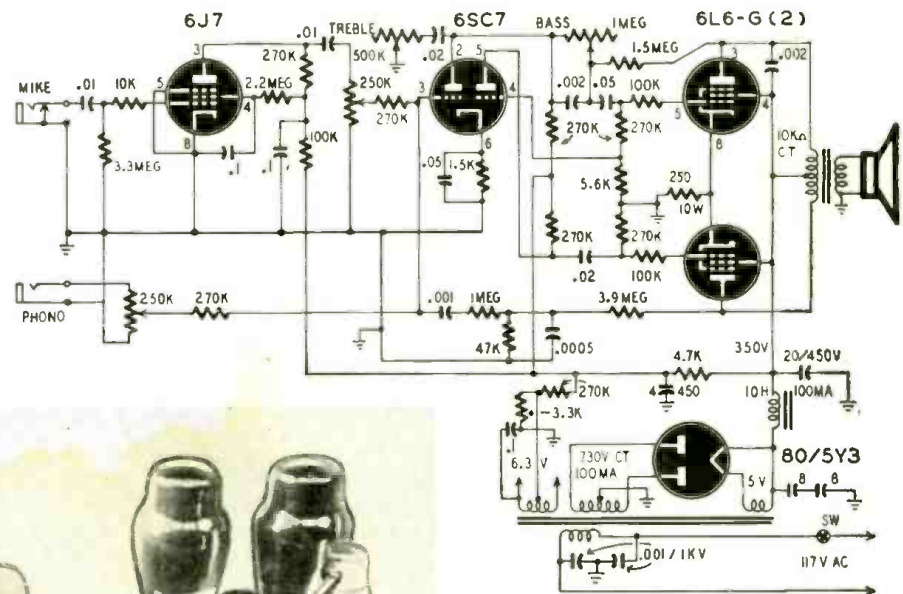 6J7
TREBLE
6SC7
BASS
1MEG
6L6-G(2)
.01
500K
.02
2
5
3
270K
1.5MEG
.002
MIKE
.01
10K
5
3
2.2MEG
4
250K
270K
3
4
.002
.05
100K
5
4
8
100K
270K
270K
10KΩ
CT
3.3MEG
.1
.1
.05
1.5K
6
8
5.6K
250
10W
270K
270K
.02
100K
PHONO
250K
270K
.001
1MEG
3.9MEG
47K
.0005
350V
20/450V
4.7K
100MA
270K
4
450
10H
3.3K
.1
6.3 V
730V CT
100MA
80/5Y3
5V
8
8
SW
.001/1KV
117V AC